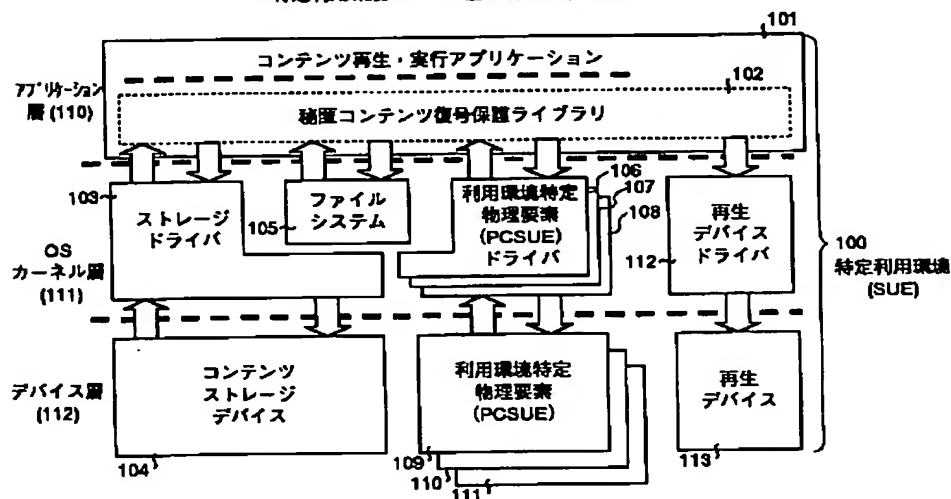 101
コンテンツ再生・実行アプリケーション
アプリケーション
層(110)
102
秘匿コンテンツ復号保護ライブラリ
103
ストレージ
ドライバ
ファイル
システム
105
利用環境特定
物理要素
(PCSUE)
ドライバ
106
107
108
再生
デバイス
ドライバ
112
OS
カーネル層
(111)
100
特定利用環境
(SUE)
デバイス層
(112)
コンテンツ
ストレージ
デバイス
104
利用環境特定
物理要素
(PCSUE)
109
110
111
再生
デバイス
113